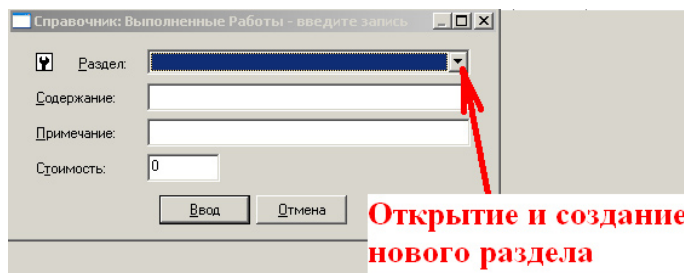 Справочник: Выполненные Работы - введите запись
Раздел:
Содержание:
Примечание:
Стоимость: 0
Ввод Отмена
Открытие и создание
нового раздела